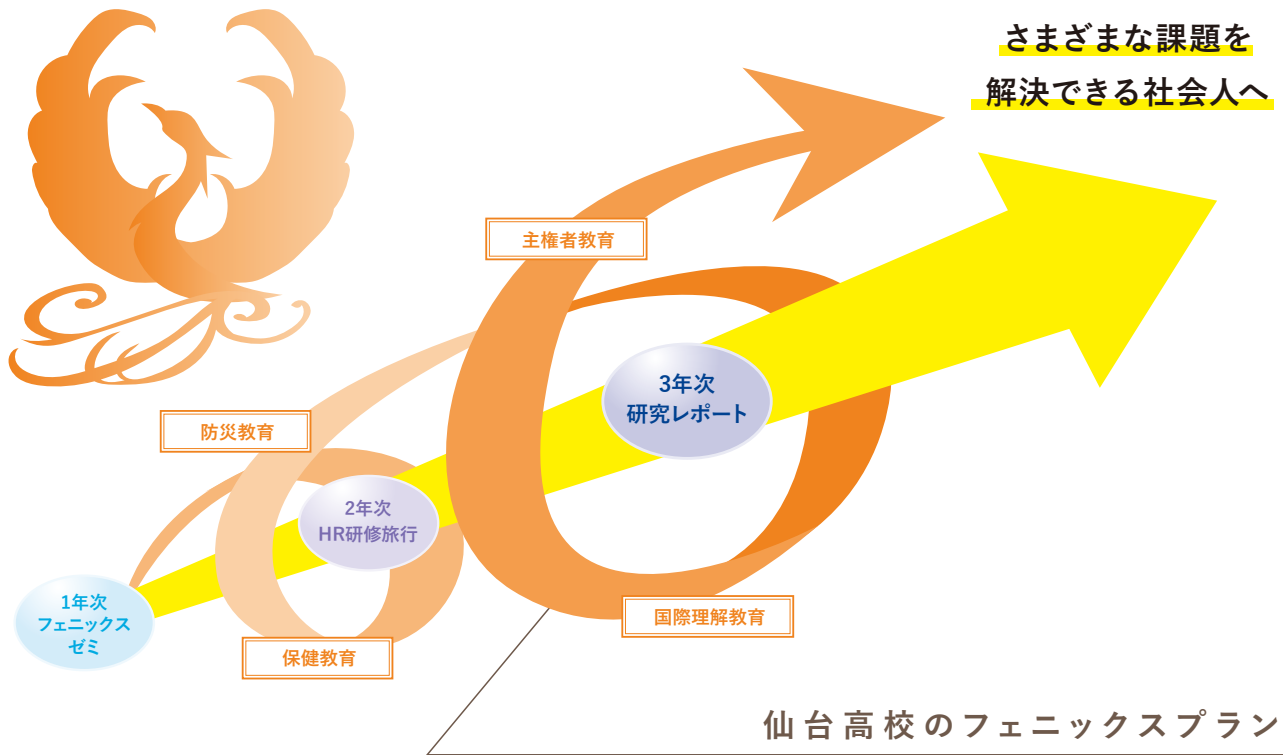 さまざまな課題を
解決できる社会人へ
主権者教育
3年次
研究レポート
防災教育
2年次
HR研修旅行
1年次
フェニックス
ゼミ
国際理解教育
保健教育
仙台高校のフェニックスプラン